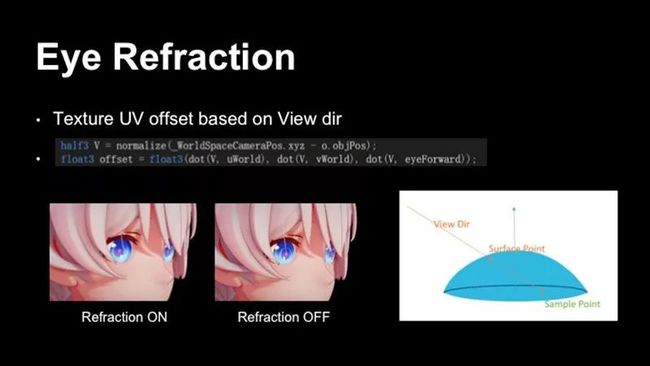 Eye Refraction
• Texture UV offset based on View dir
half3 V = normalize(_WorldSpaceCameraPos.xyz - o.objPos);
• float3 offset = float3(dot(V, uWorld), dot(V, vWorld), dot(V, eyeForward));
View Dir
Surface Point
Sample Point
Refraction ON
Refraction OFF